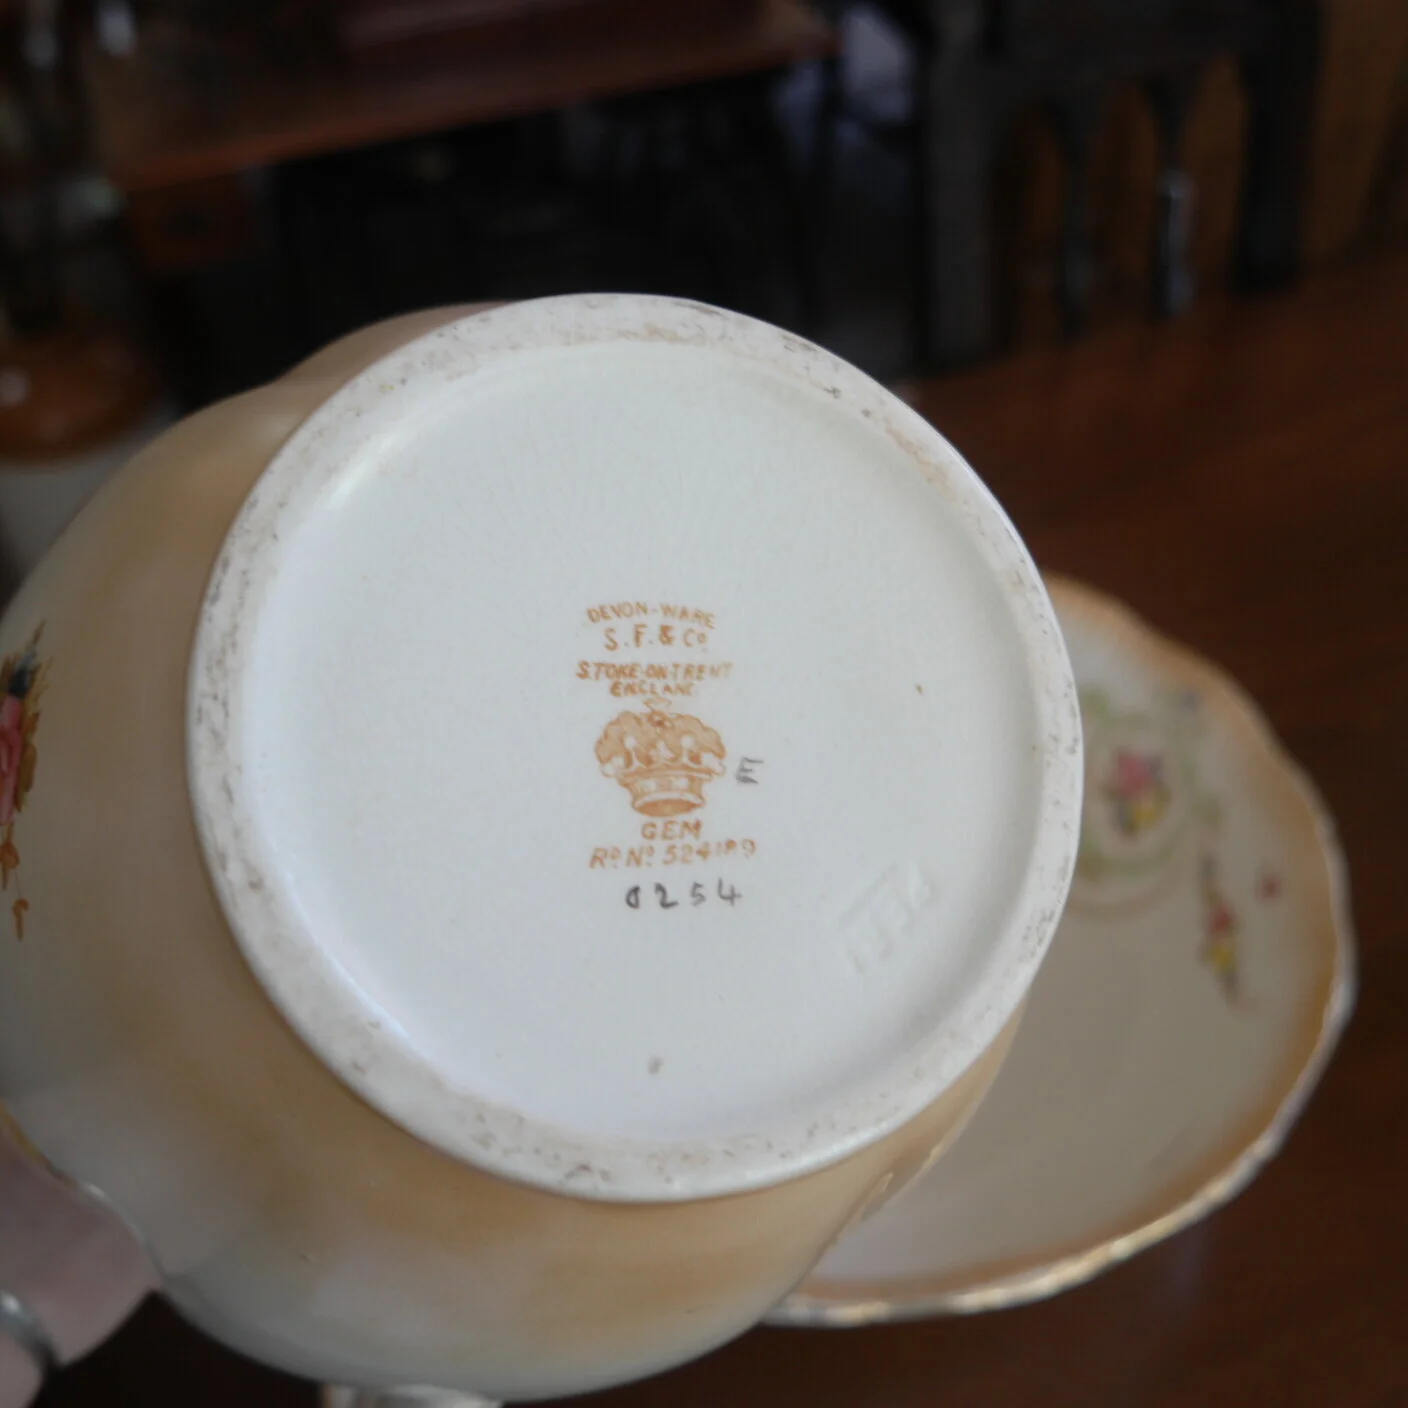 DEVON-WARE
S.F. & Co
STOKE-ON-TRENT
ENGLAND
E
GEM
Rd No 524189
0254